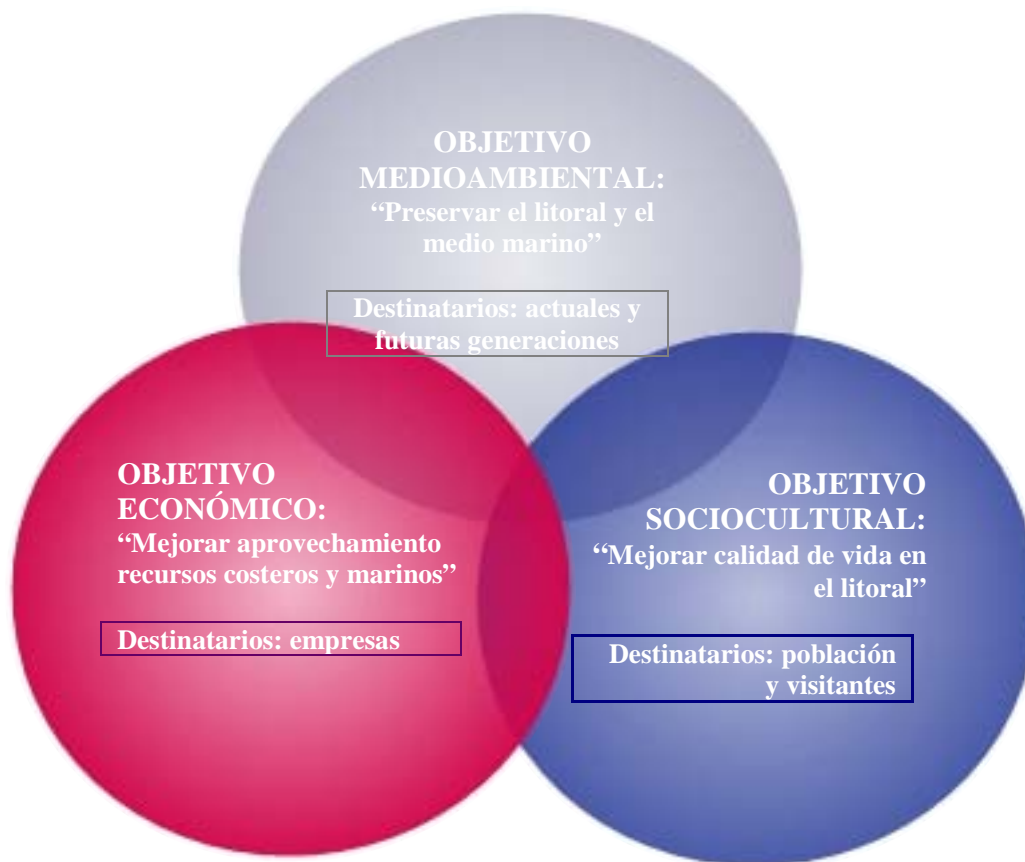 OBJETIVO
MEDIOAMBIENTAL:
“Preservar el litoral y el
medio marino”
Destinatarios: actuales y
futuras generaciones
OBJETIVO
ECONÓMICO:
“Mejorar aprovechamiento
recursos costeros y marinos”
Destinatarios: empresas
OBJETIVO
SOCIOCULTURAL:
“Mejorar calidad de vida en
el litoral”
Destinatarios: población
y visitantes